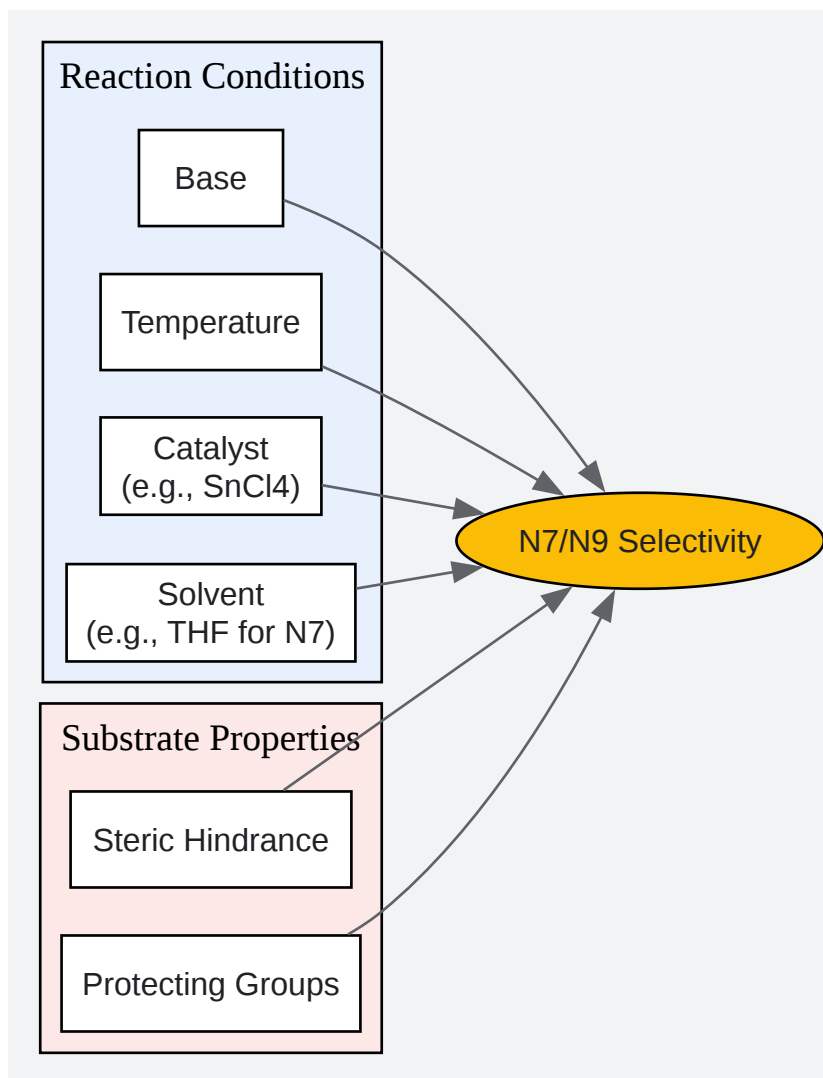 Reaction Conditions
Base
Temperature
Catalyst
(e.g., SnCl4)
Solvent
(e.g., THF for N7)
N7/N9 Selectivity
Substrate Properties
Steric Hindrance
Protecting Groups